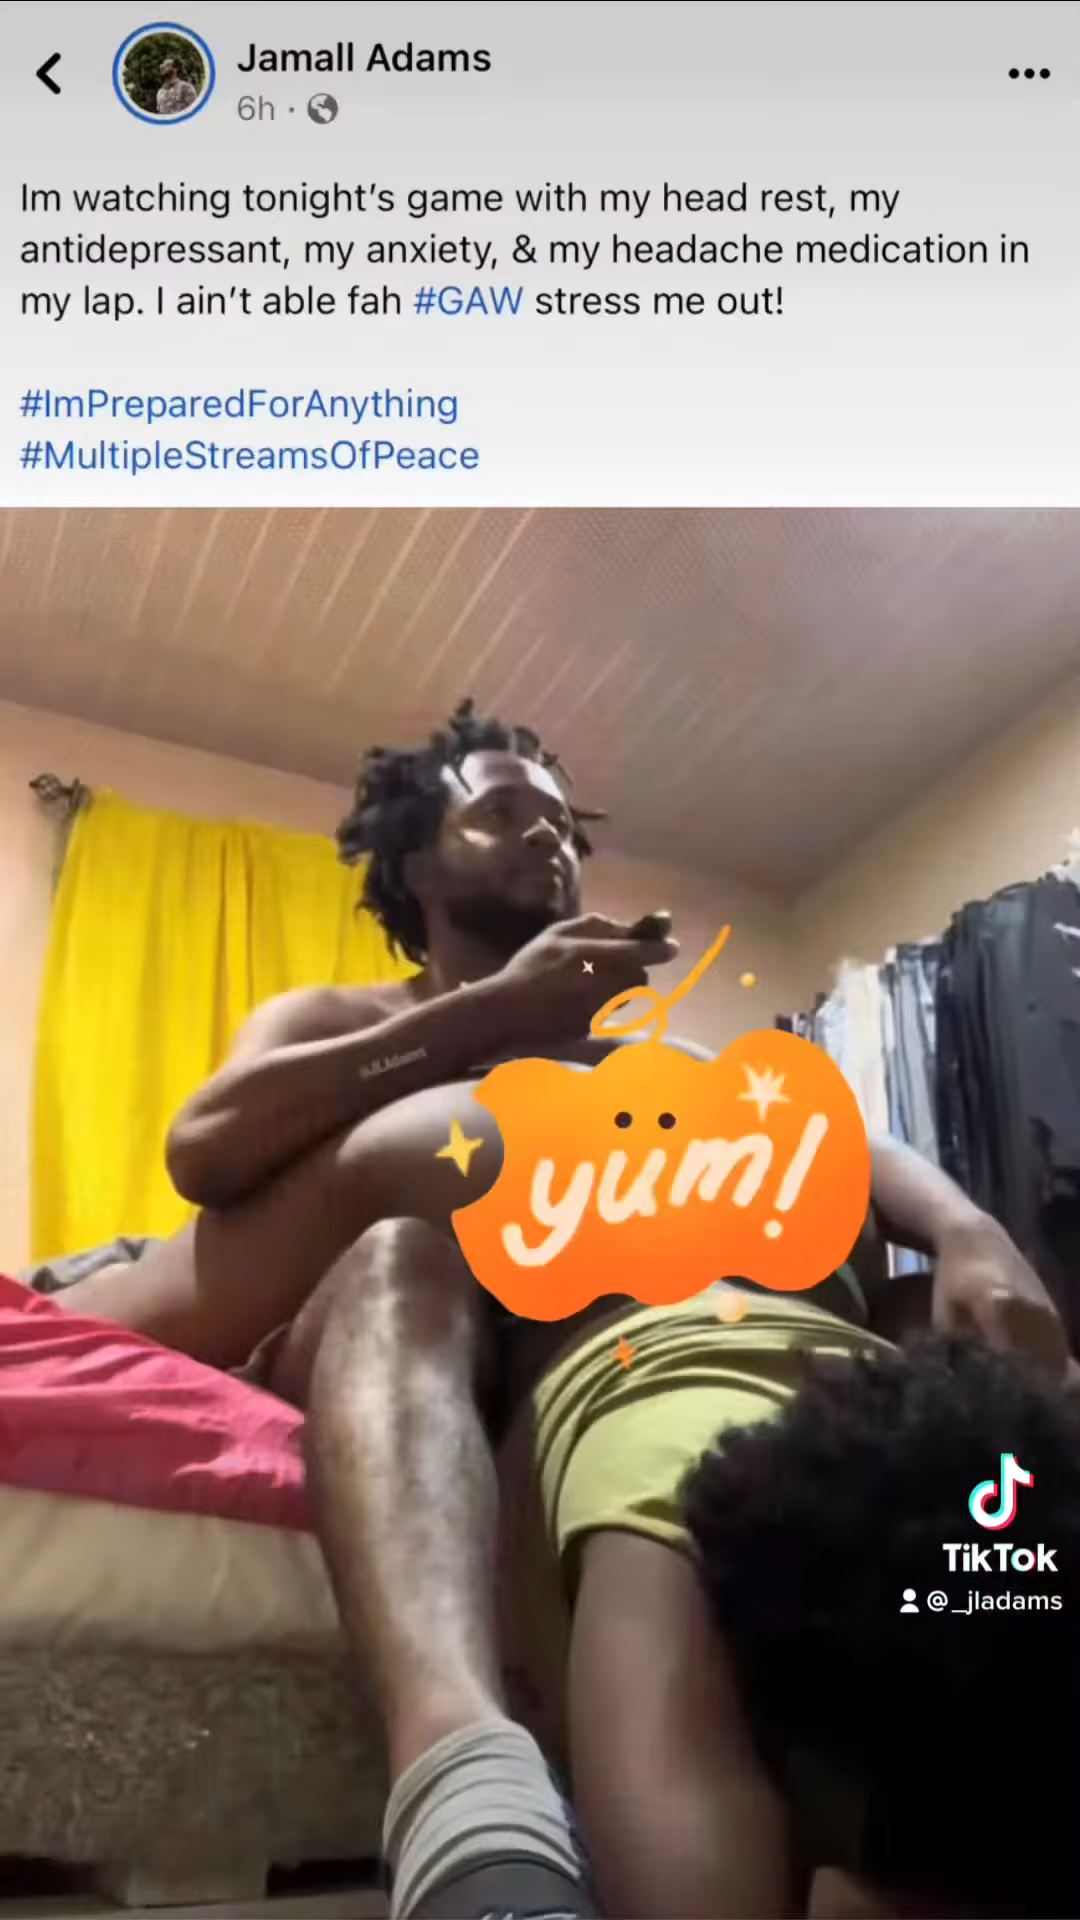 Jamall Adams
6h ·
Im watching tonight's game with my head rest, my
antidepressant, my anxiety, & my headache medication in
my lap. I ain't able fah #GAW stress me out!
#ImPreparedForAnything
#MultipleStreamsOfPeace
@JLAdams
yum!
TikTok
@_jladams